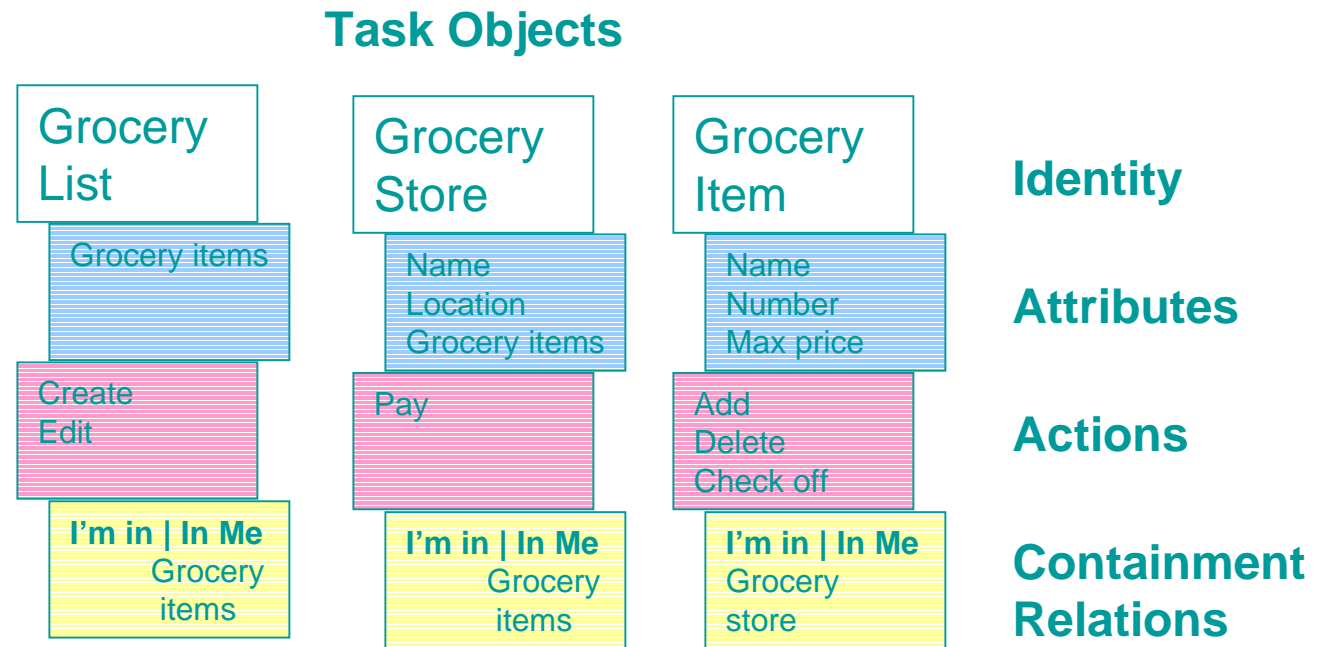 Task Objects
Grocery
List
Grocery items
Create
Edit
I'm in | In Me
Grocery
items
Grocery
Store
Name
Location
Grocery items
Pay
I'm in | In Me
Grocery
items
Grocery
Item
Name
Number
Max price
Add
Delete
Check off
I'm in | In Me
Grocery
store
Identity
Attributes
Actions
Containment
Relations